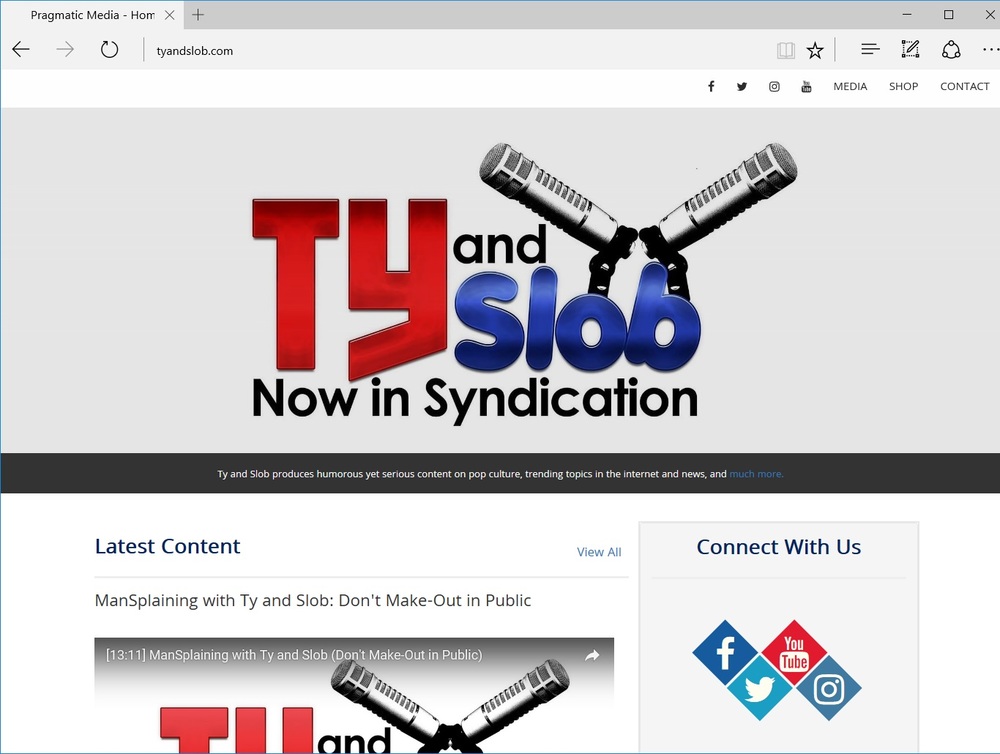 Pragmatic Media - Hom
tyandslob.com
MEDIA SHOP CONTACT
TY and
Slob
Now in Syndication
Ty and Slob produces humorous yet serious content on pop culture, trending topics in the internet and news, and much more.
Latest Content
View All
ManSplaining with Ty and Slob: Don't Make-Out in Public
[13:11] ManSplaining with Ty and Slob (Don't Make-Out in Public)
TY and
Connect With Us
You
Tube